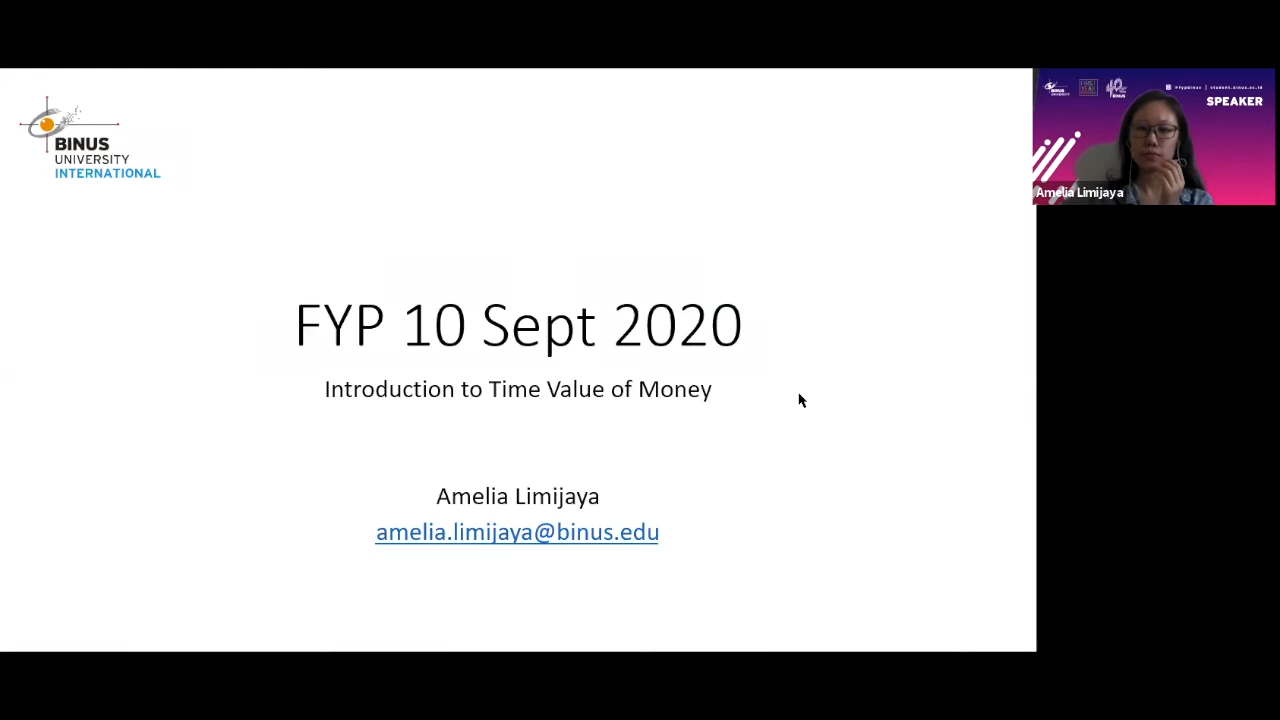 BINUS
UNIVERSITY
INTERNATIONAL
FYP 10 Sept 2020
Introduction to Time Value of Money
Amelia Limijaya
amelia.limijaya@binus.edu
SPEAKER
Amelia Limijaya